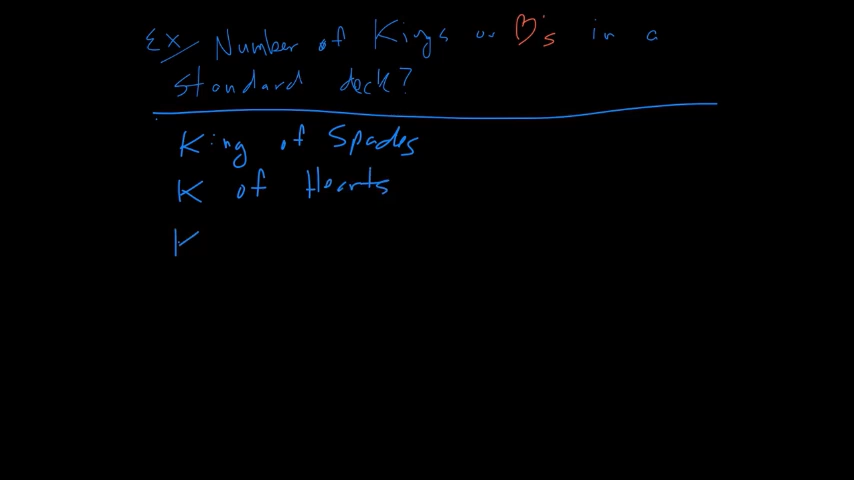 Ex/ Number of Kings or ♡'s in a
standard deck?
King of Spades
K of Hearts
K